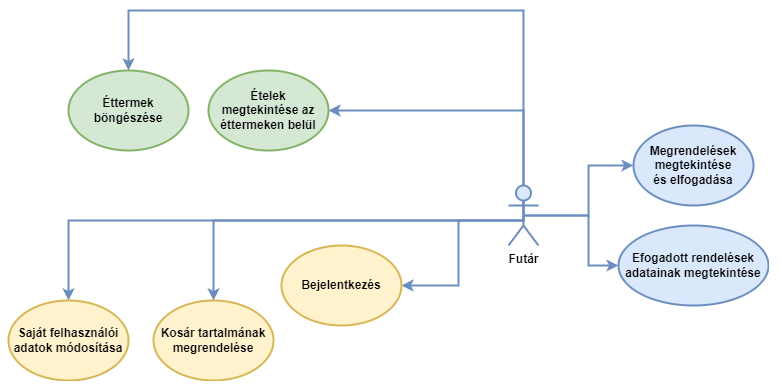 Éttermek
böngészése
Ételek
megtekintése az
éttermeken belül
Megrendelések
megtekintése
és elfogadása
Futár
Efogadott rendelések
adatainak megtekintése
Bejelentkezés
Saját felhasználói
adatok módosítása
Kosár tartalmának
megrendelése